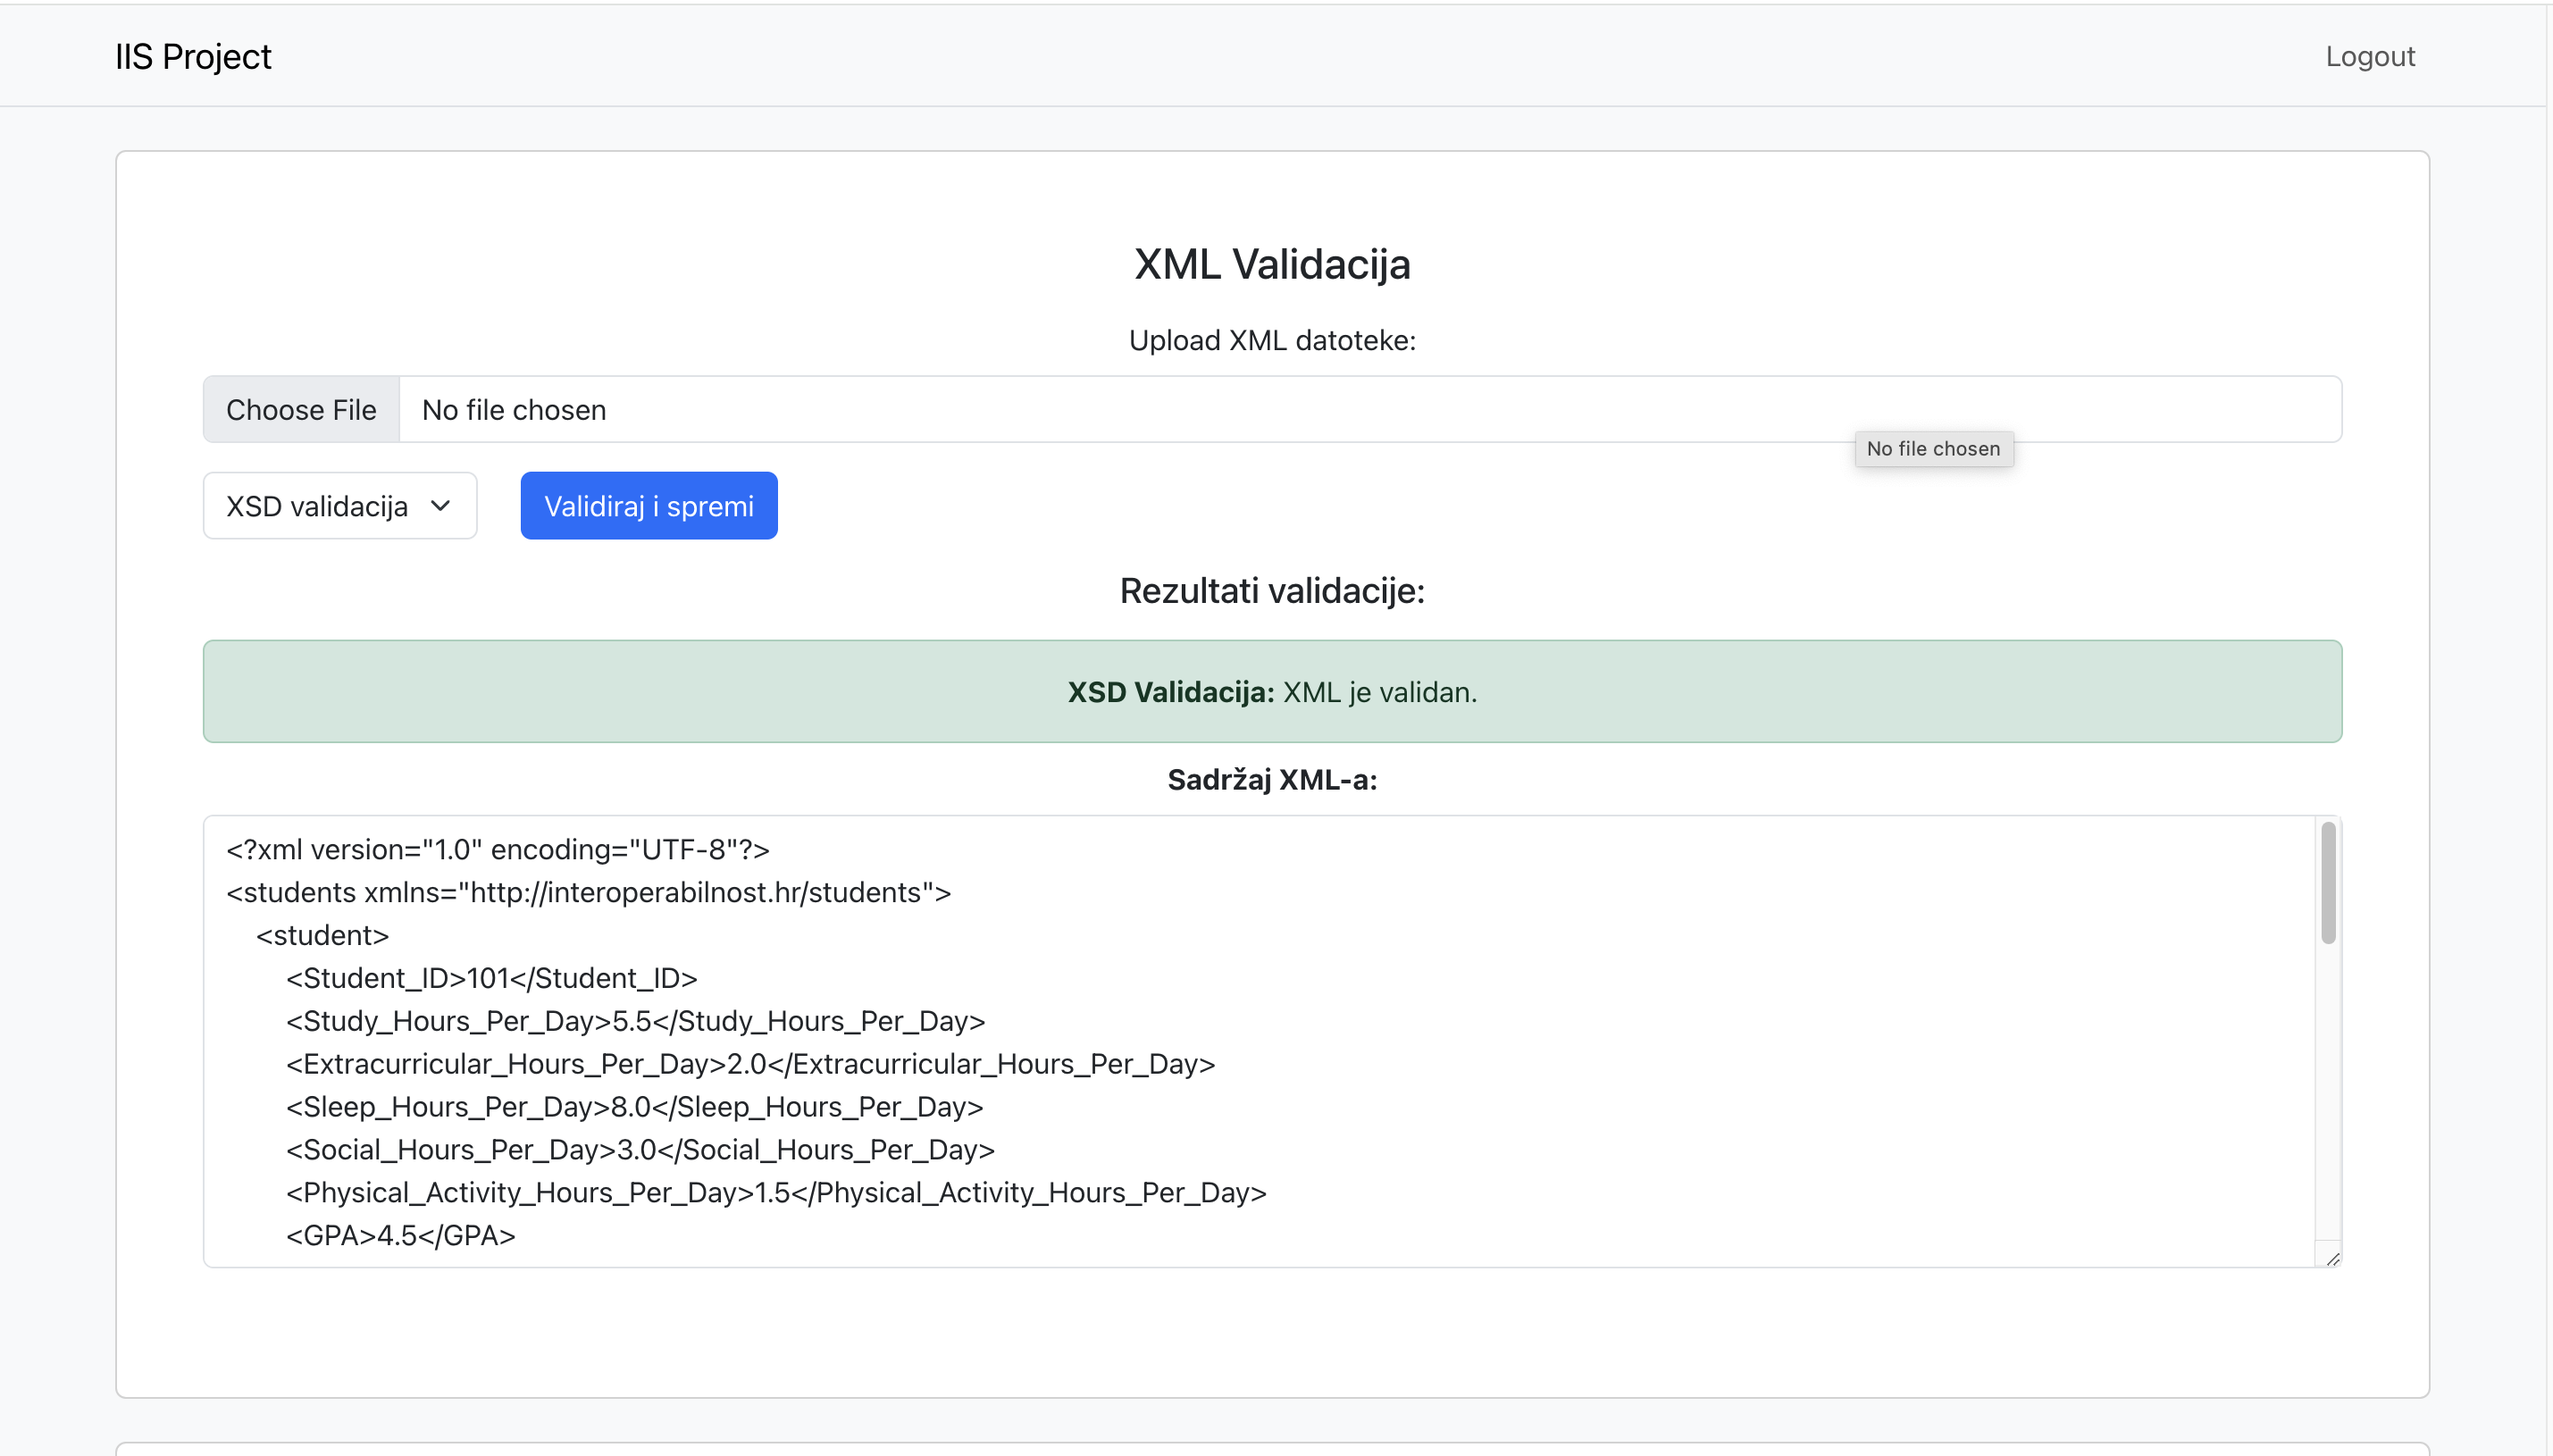 IIS Project
Logout
XML Validacija
Upload XML datoteke:
Choose File No file chosen
No file chosen
XSD validacija
Validiraj i spremi
Rezultati validacije:
XSD Validacija: XML je validan.
Sadržaj XML-a:
<?xml version="1.0" encoding="UTF-8"?>
<students xmlns="http://interoperabilnost.hr/students">
<student>
<Student_ID>101</Student_ID>
<Study_Hours_Per_Day>5.5</Study_Hours_Per_Day>
<Extracurricular_Hours_Per_Day>2.0</Extracurricular_Hours_Per_Day>
<Sleep_Hours_Per_Day>8.0</Sleep_Hours_Per_Day>
<Social_Hours_Per_Day>3.0</Social_Hours_Per_Day>
<Physical_Activity_Hours_Per_Day>1.5</Physical_Activity_Hours_Per_Day>
<GPA>4.5</GPA>